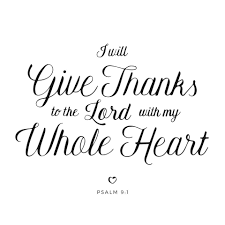 I will
Give Thanks
to the Lord with my
Whole Heart
PSALM 9:1